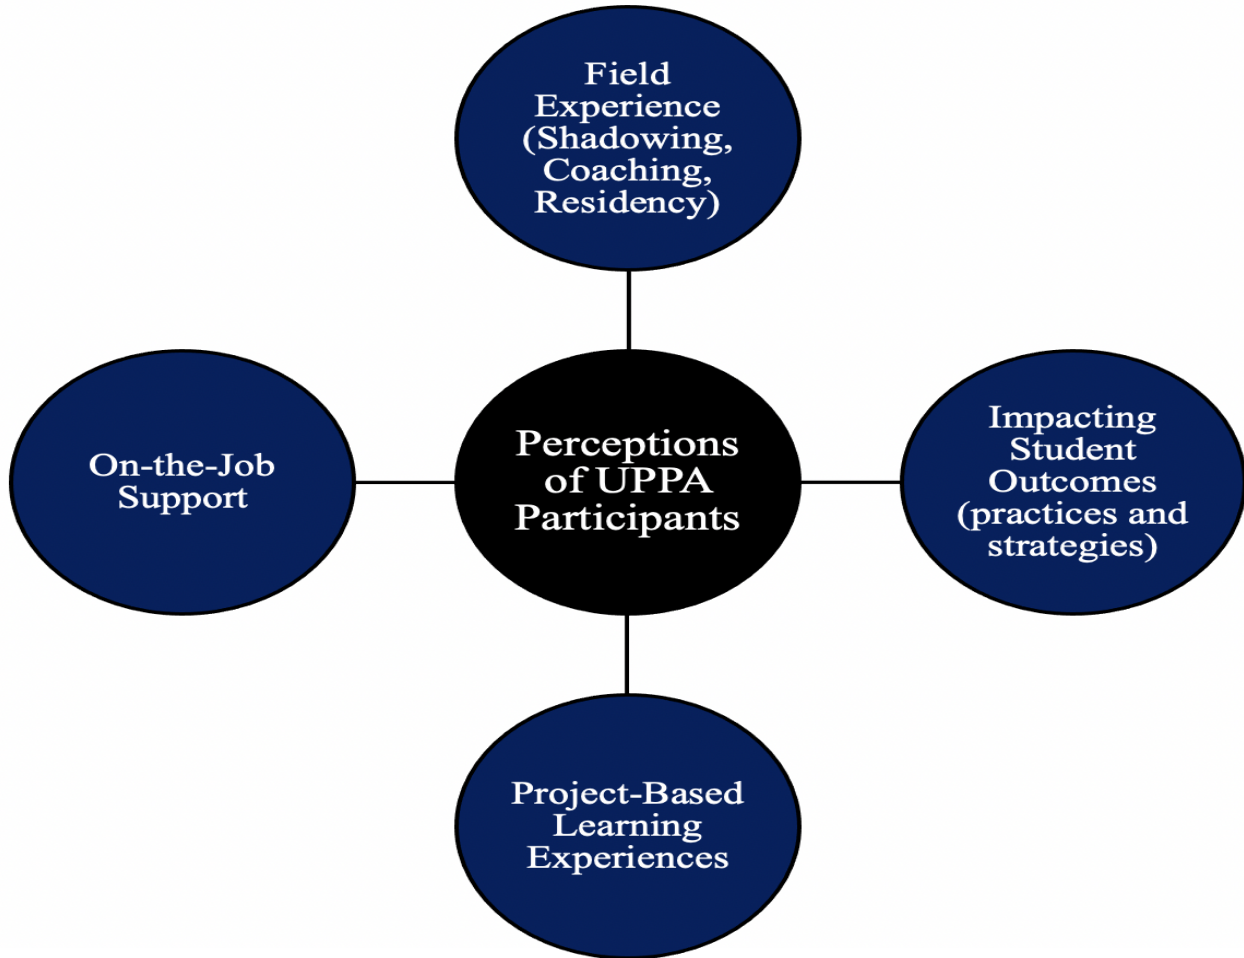 Field
Experience
(Shadowing,
Coaching,
Residency)
On-the-Job
Support
Perceptions
of UPPA
Participants
Impacting
Student
Outcomes
(practices and
strategies)
Project-Based
Learning
Experiences